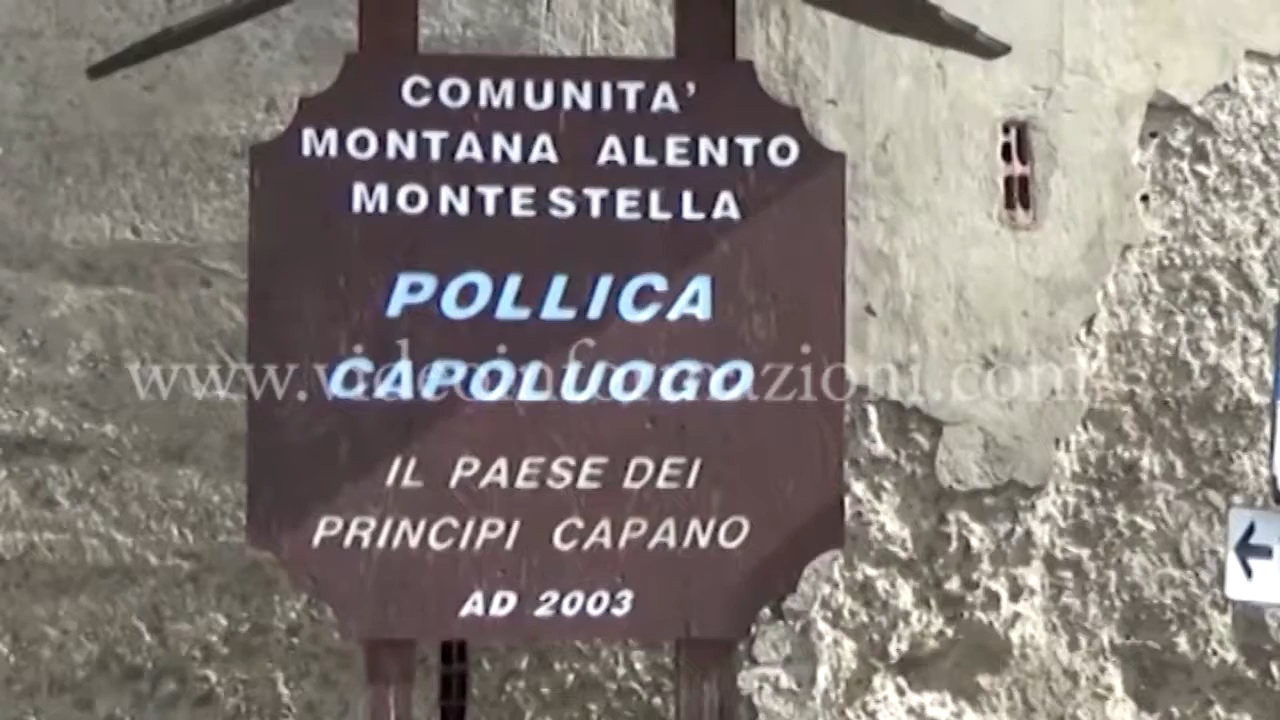 COMUNITA'
MONTANA ALENTO
MONTESTELLA
POLLICA
CAPOLUOGO
www.videoinformazioni.com
IL PAESE DEI
PRINCIPI CAPANO
AD 2003